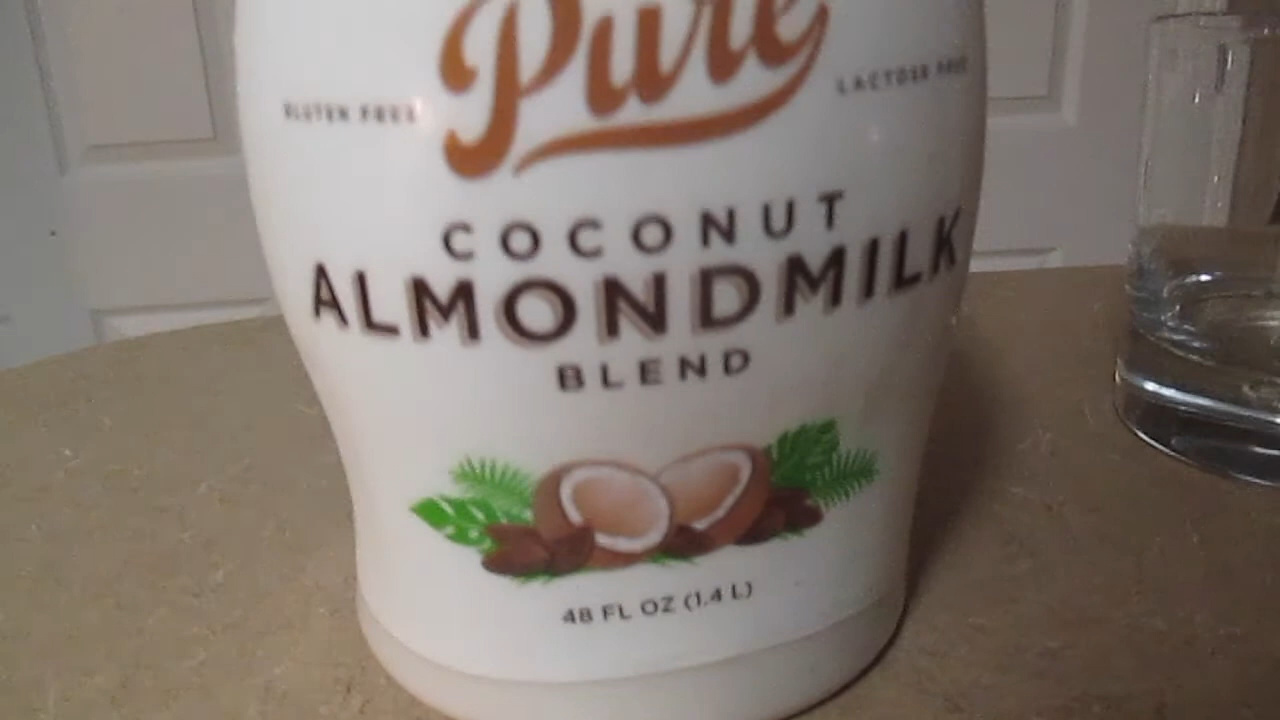 Pure
GLUTEN FREE
LACTOSE FREE
COCONUT
ALMONDMILK
BLEND
48 FL OZ (1.4 L)